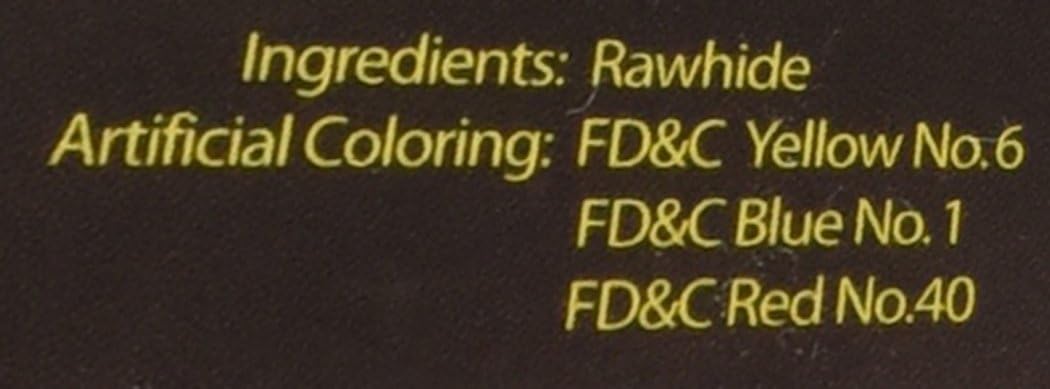 Ingredients: Rawhide
Artificial Coloring: FD&C Yellow No.6
FD&C Blue No. 1
FD&C Red No.40